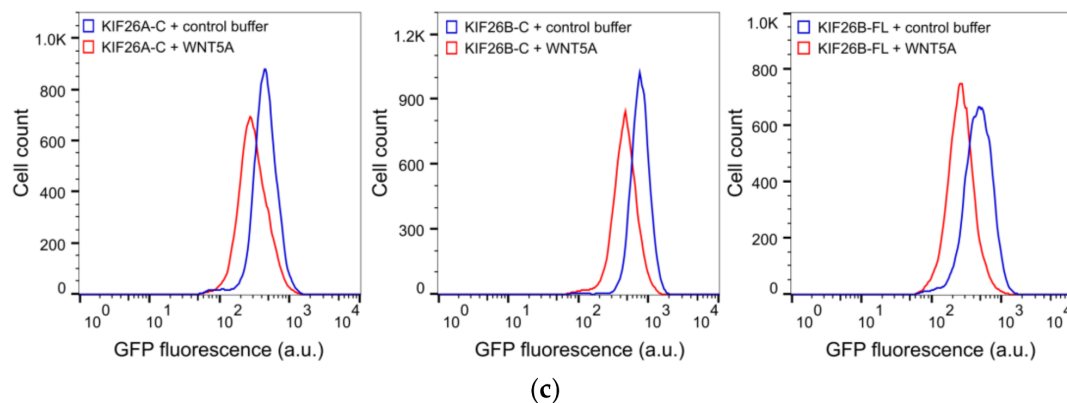 KIF26A-C + control buffer
KIF26A-C + WNT5A
1.0K
800
600
400
200
0
Cell count
10^0 10^1 10^2 10^3 10^4
GFP fluorescence (a.u.)
KIF26B-C + control buffer
KIF26B-C + WNT5A
1.2K
900
600
300
0
Cell count
10^0 10^1 10^2 10^3 10^4
GFP fluorescence (a.u.)
KIF26B-FL + control buffer
KIF26B-FL + WNT5A
1.0K
800
600
400
200
0
Cell count
10^0 10^1 10^2 10^3 10^4
GFP fluorescence (a.u.)
(c)